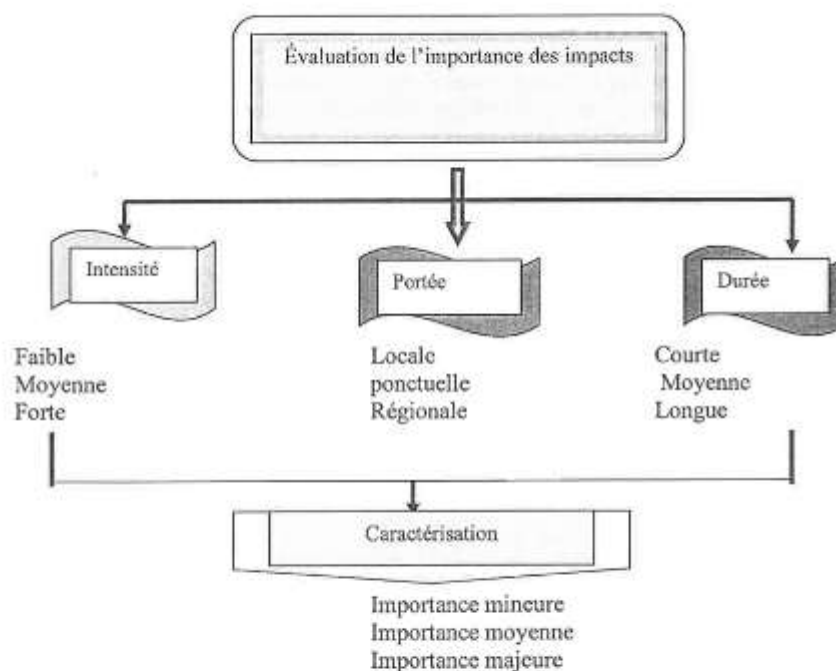 Évaluation de l'importance des impacts
Intensité
Portée
Durée
Faible
Moyenne
Forte
Locale
ponctuelle
Régionale
Courte
Moyenne
Longue
Caractérisation
Importance mineure
Importance moyenne
Importance majeure